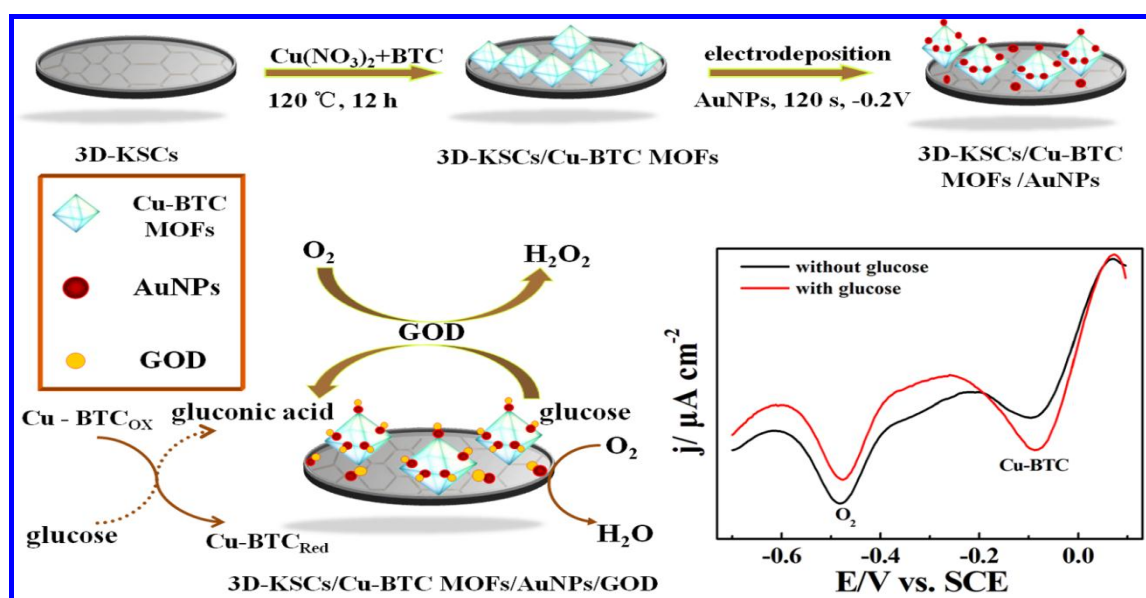 Cu(NO₃)₂+BTC
120 ℃, 12 h
electrodeposition
AuNPs, 120 s, -0.2V
3D-KSCs
3D-KSCs/Cu-BTC MOFs
3D-KSCs/Cu-BTC
MOFs /AuNPs
Cu-BTC
MOFs
AuNPs
GOD
O₂
H₂O₂
GOD
gluconic acid
glucose
Cu - BTC_OX
glucose
Cu-BTC_Red
O₂
H₂O
3D-KSCs/Cu-BTC MOFs/AuNPs/GOD
without glucose
with glucose
j/ μA cm⁻²
Cu-BTC
O₂
-0.6
-0.4
-0.2
0.0
E/V vs. SCE